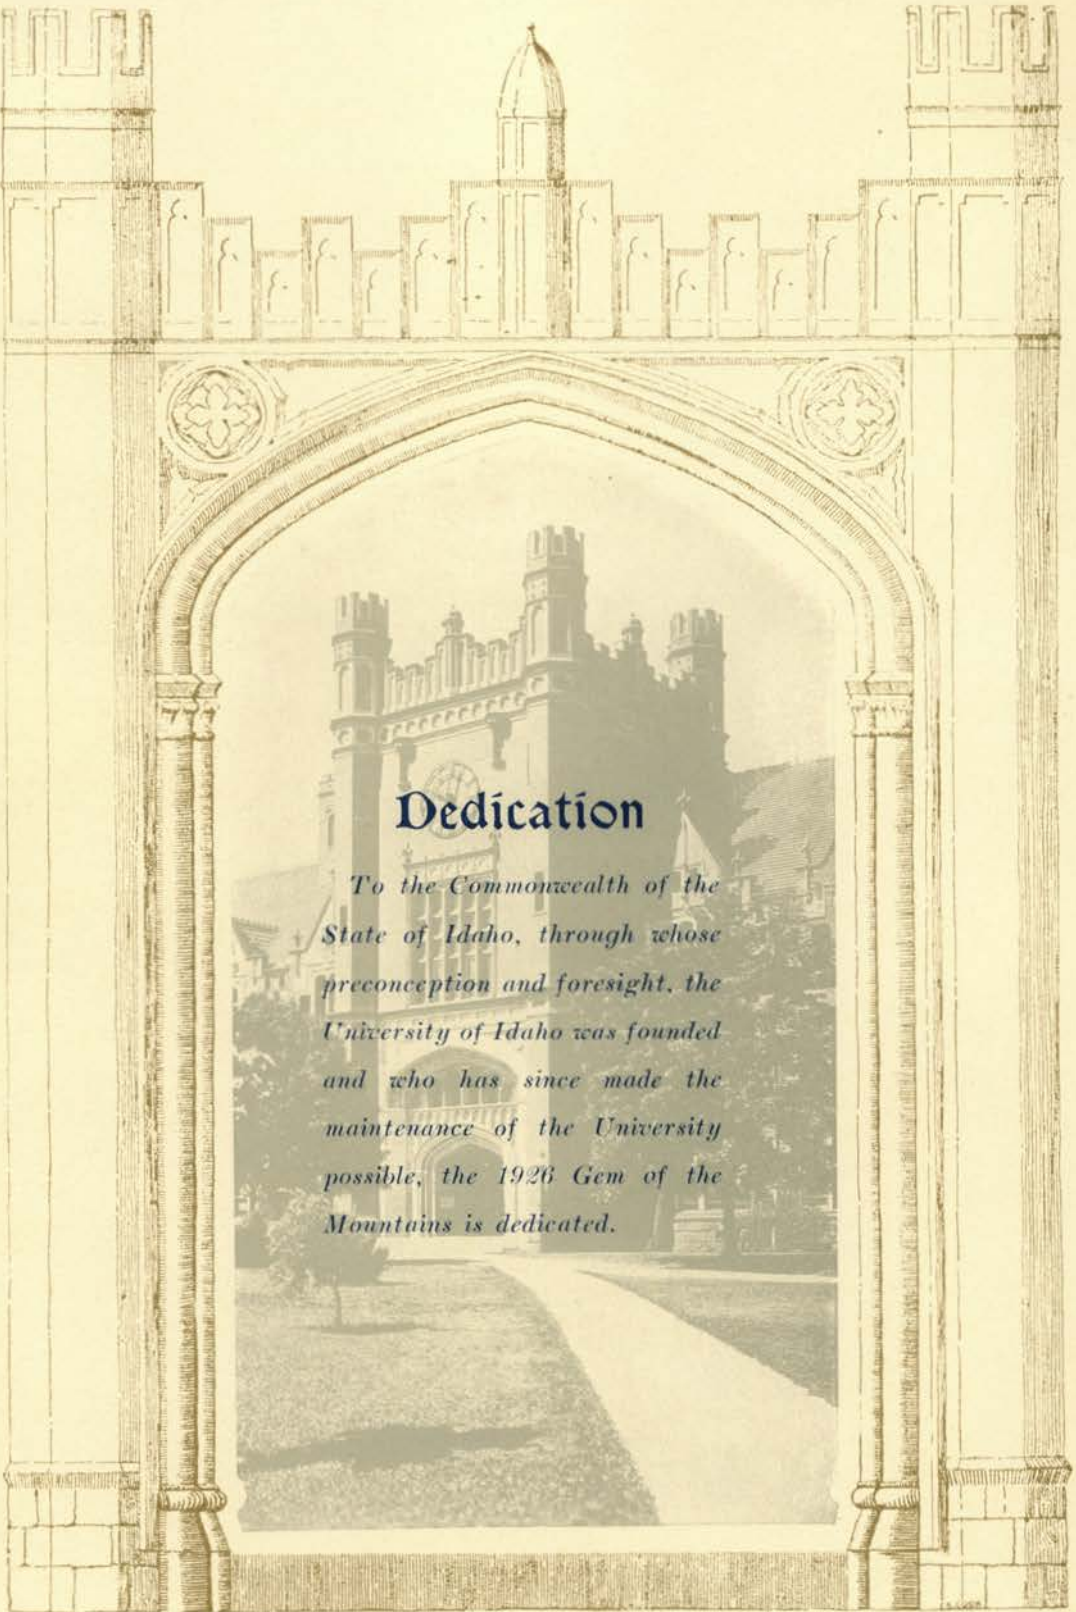 Dedication
To the Commonwealth of the
State of Idaho, through whose
preconception and foresight, the
University of Idaho was founded
and who has since made the
maintenance of the University
possible, the 1926 Gem of the
Mountains is dedicated.